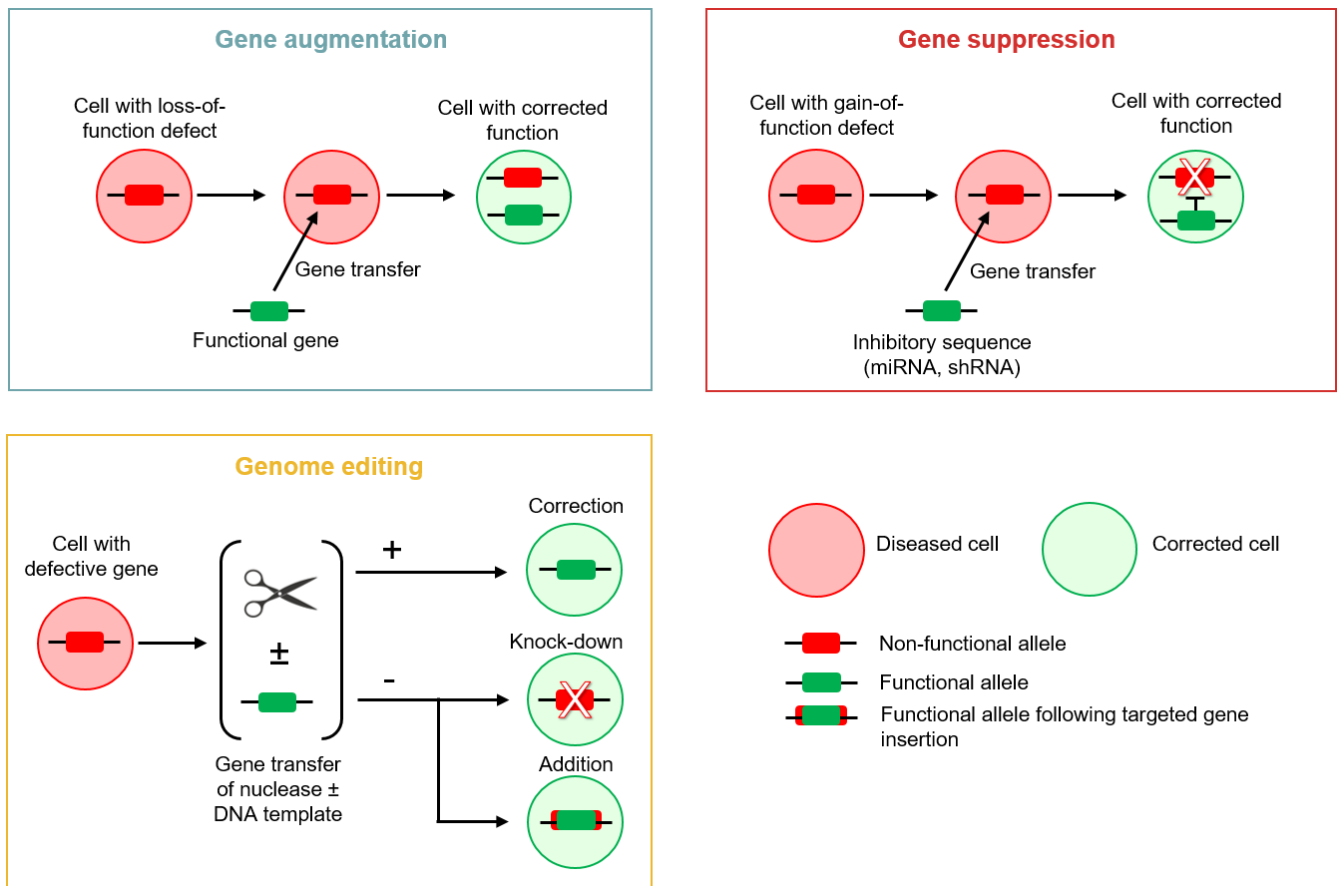 Gene augmentation
Cell with loss-of-
function defect
Cell with corrected
function
Gene transfer
Functional gene
Gene suppression
Cell with gain-of-
function defect
Cell with corrected
function
Gene transfer
Inhibitory sequence
(miRNA, shRNA)
Genome editing
Cell with
defective gene
±
Gene transfer
of nuclease ±
DNA template
+
-
Correction
Knock-down
Addition
Diseased cell
Corrected cell
Non-functional allele
Functional allele
Functional allele following targeted gene
insertion